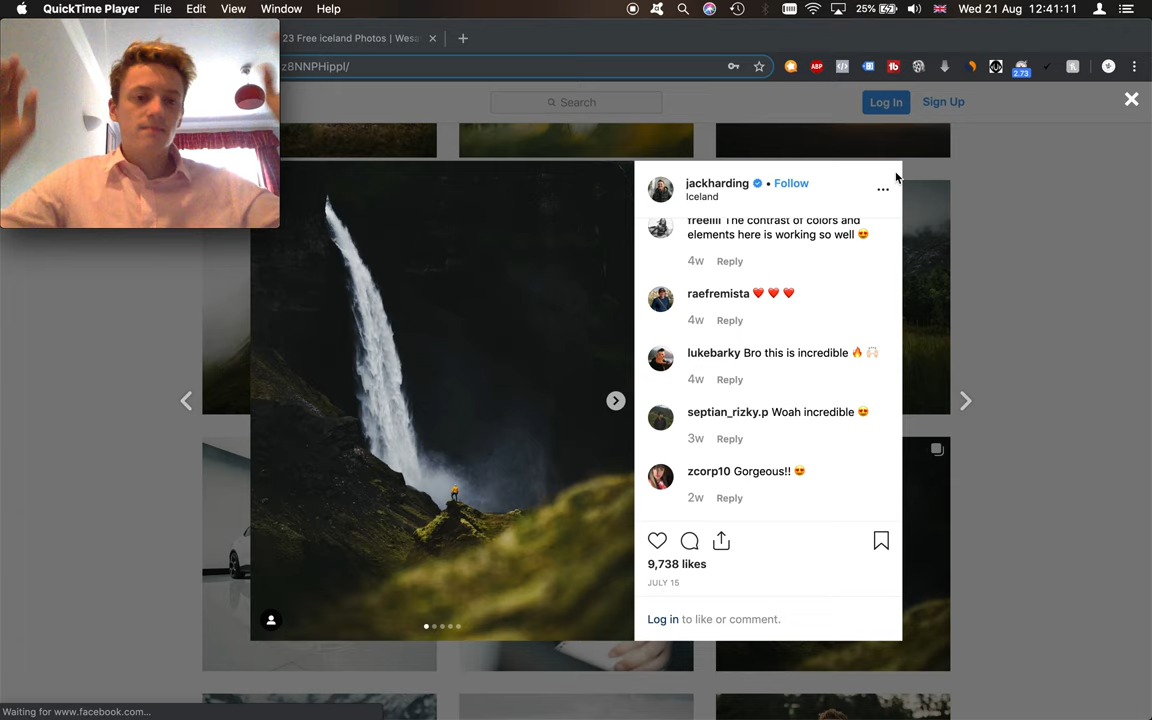 QuickTime Player File Edit View Window Help 25% Wed 21 Aug 12:41:11
23 Free iceland Photos | Wesa
z8NNPHippl/ ABP tb 2.73
Search Log In Sign Up
jackharding • Follow
Iceland
The contrast of colors and
elements here is working so well 😍
4w Reply
raefremista ❤️ ❤️ ❤️
4w Reply
lukebarky Bro this is incredible 🔥 🙌🏻
4w Reply
septian_rizky.p Woah incredible 😍
3w Reply
zcorp10 Gorgeous!! 😍
2w Reply
9,738 likes
JULY 15
Log in to like or comment.
Waiting for www.facebook.com...